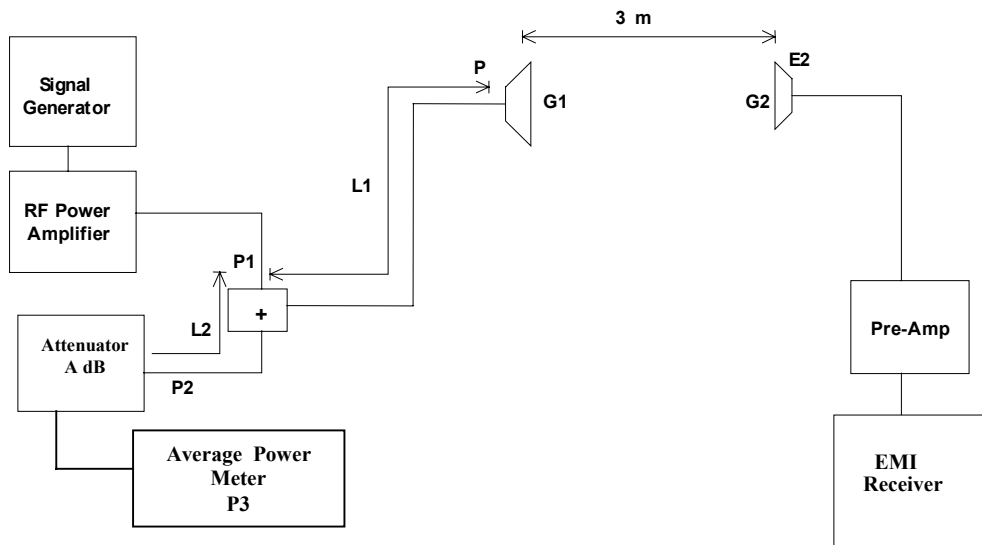 3 m
Signal
Generator
P
E2
G1
G2
L1
RF Power
Amplifier
P1
+
L2
Attenuator
A dB
P2
Pre-Amp
Average Power
Meter
P3
EMI
Receiver